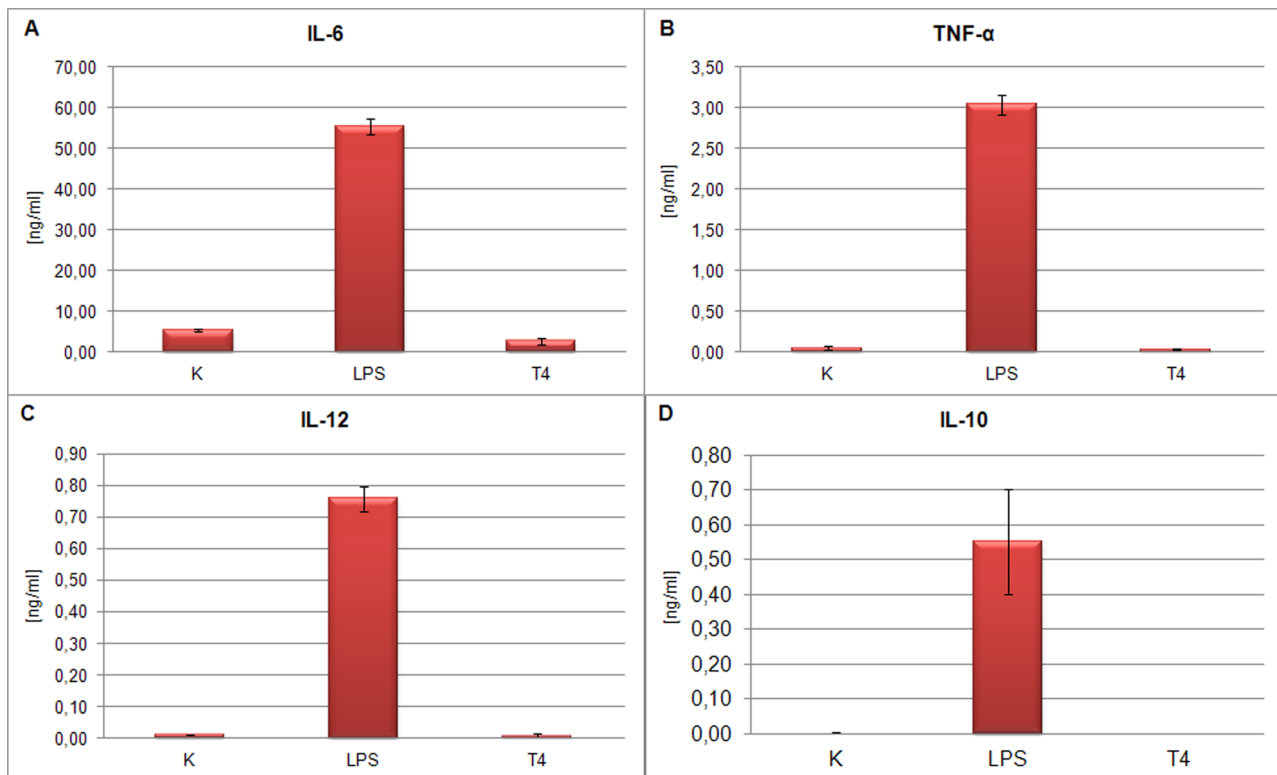 A
IL-6
70,00
60,00
50,00
40,00
30,00
20,00
10,00
0,00
[ng/ml]
K LPS T4
B
TNF-α
3,50
3,00
2,50
2,00
1,50
1,00
0,50
0,00
[ng/ml]
K LPS T4
C
IL-12
0,90
0,80
0,70
0,60
0,50
0,40
0,30
0,20
0,10
0,00
[ng/ml]
K LPS T4
D
IL-10
0,80
0,70
0,60
0,50
0,40
0,30
0,20
0,10
0,00
[ng/ml]
K LPS T4